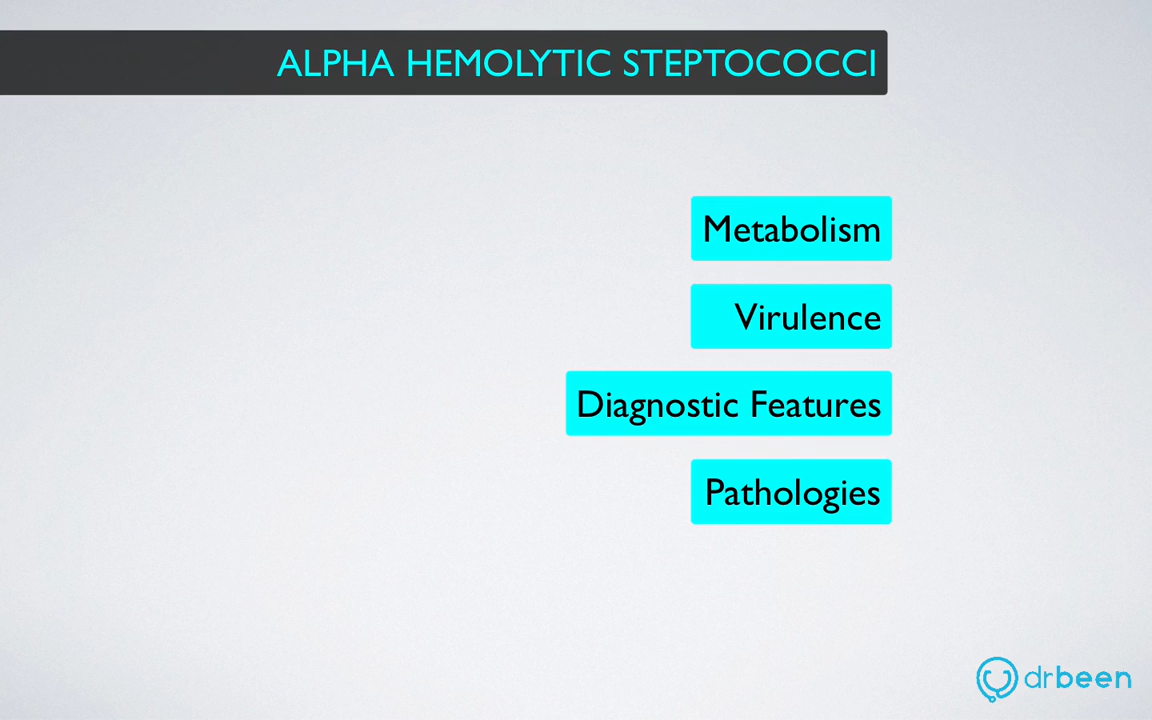 ALPHA HEMOLYTIC STEPTOCOCCI
Metabolism
Virulence
Diagnostic Features
Pathologies
drbeen